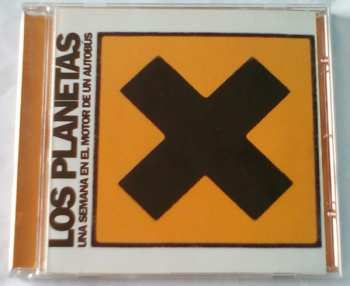 LOS PLANETAS
UNA SEMANA EN EL MOTOR DE UN AUTOBUS